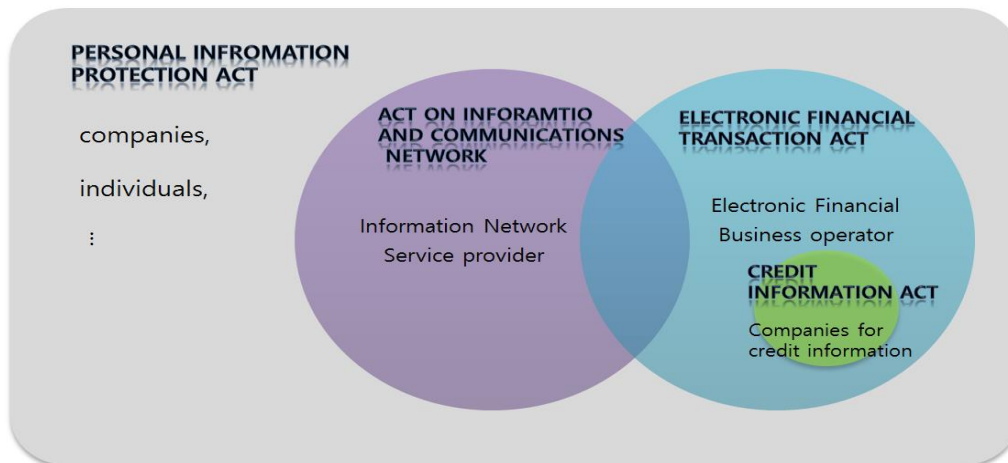 PERSONAL INFROMATION
PROTECTION ACT
companies,
individuals,
⋮
ACT ON INFORAMTIO
AND COMMUNICATIONS
NETWORK
Information Network
Service provider
ELECTRONIC FINANCIAL
TRANSACTION ACT
Electronic Financial
Business operator
CREDIT
INFORMATION ACT
Companies for
credit information